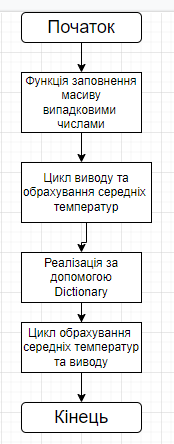 Початок
Функція заповнення
масиву
випадковими
числами
Цикл виводу та
обрахування середніх
температур
Реалізація за
допомогою
Dictionary
Цикл обрахування
середніх температур
та виводу
Кінець